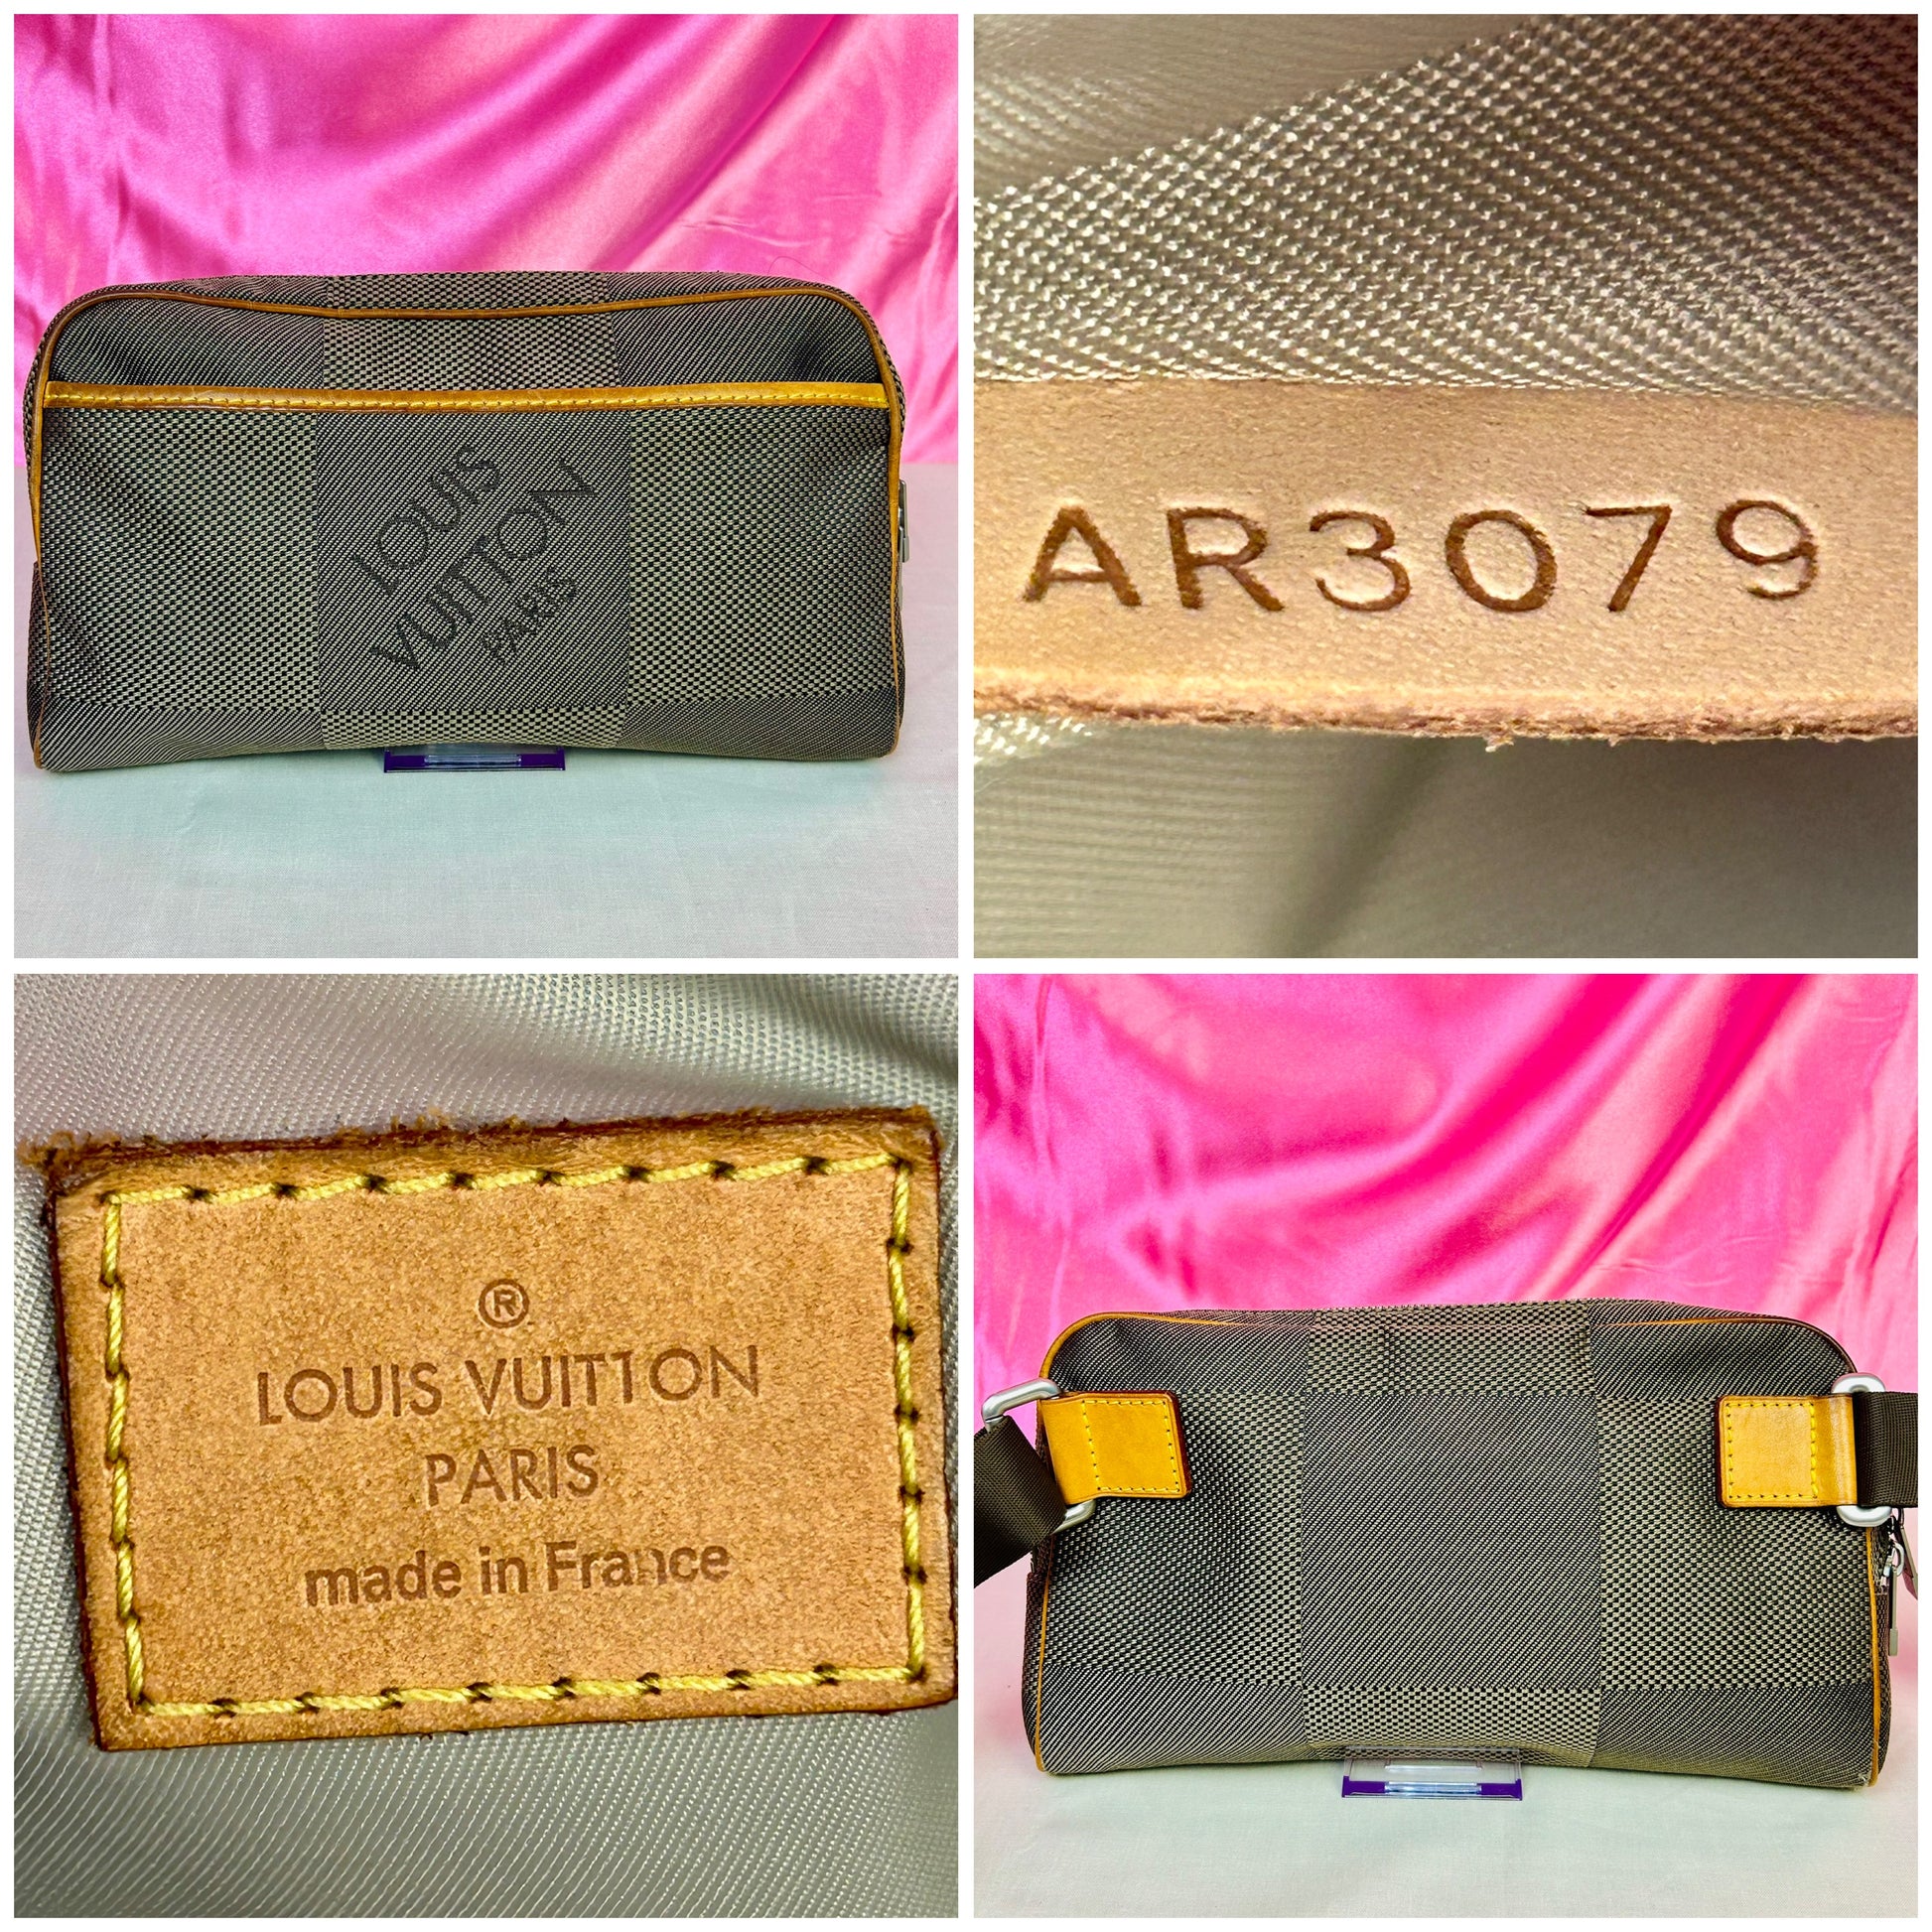 LOUIS
VUITTON
PARIS
AR3079
®
LOUIS VUITTON
PARIS
made in France